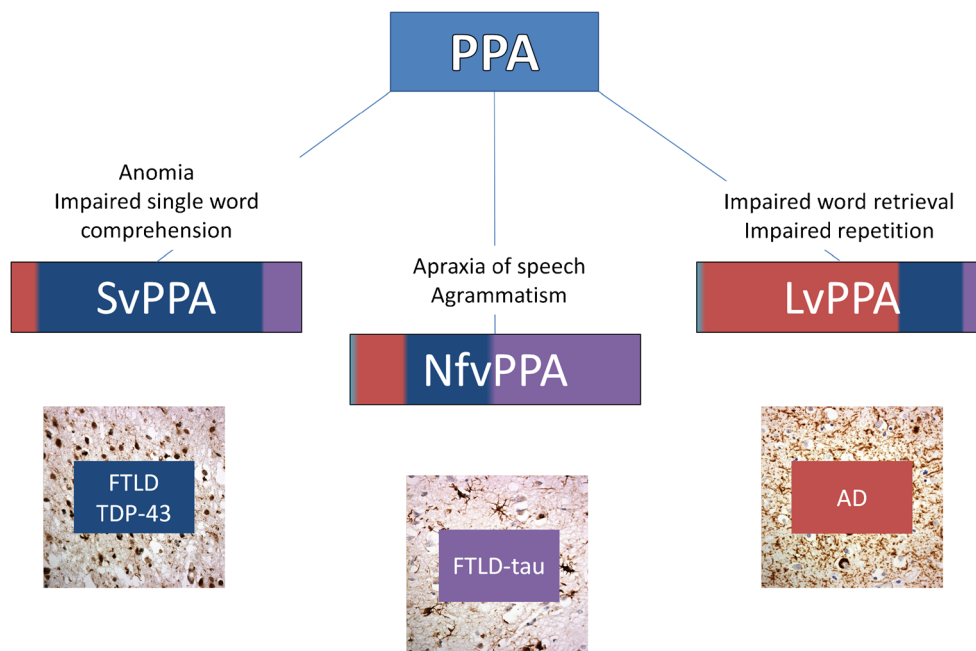 PPA
Anomia
Impaired single word
comprehension
SvPPA
Apraxia of speech
Agrammatism
NfvPPA
Impaired word retrieval
Impaired repetition
LvPPA
FTLD
TDP-43
FTLD-tau
AD